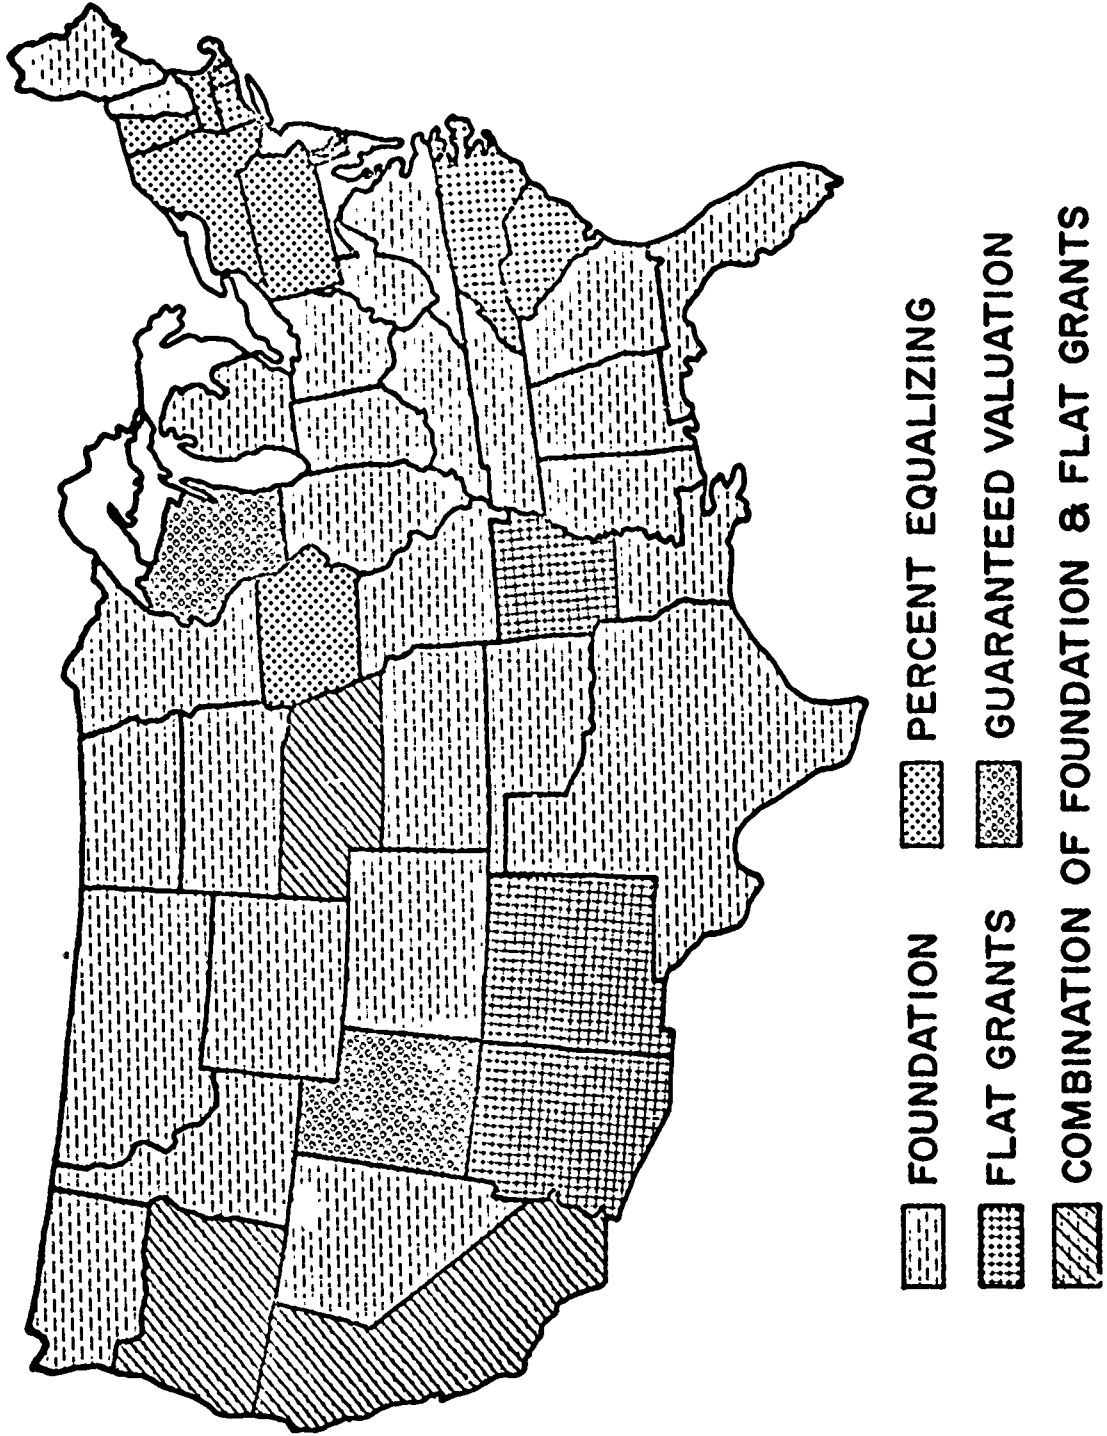 FOUNDATION
PERCENT EQUALIZING
FLAT GRANTS
GUARANTEED VALUATION
COMBINATION OF FOUNDATION & FLAT GRANTS